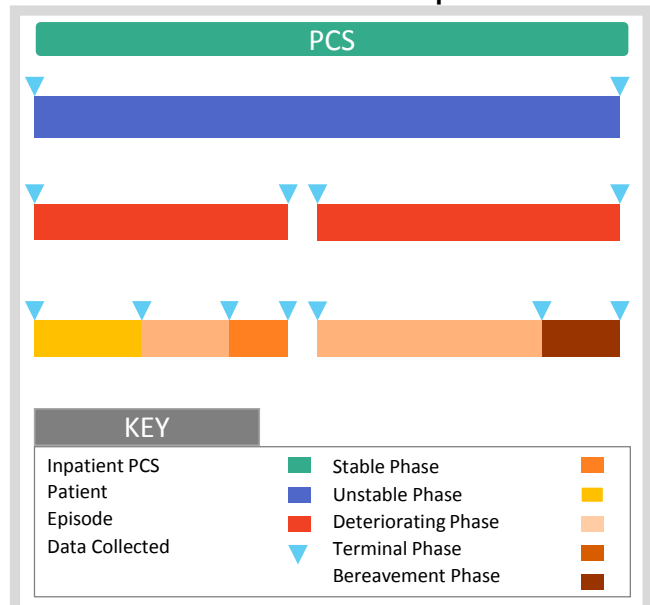 PCS
KEY
Inpatient PCS
Patient
Episode
Data Collected
Stable Phase
Unstable Phase
Deteriorating Phase
Terminal Phase
Bereavement Phase